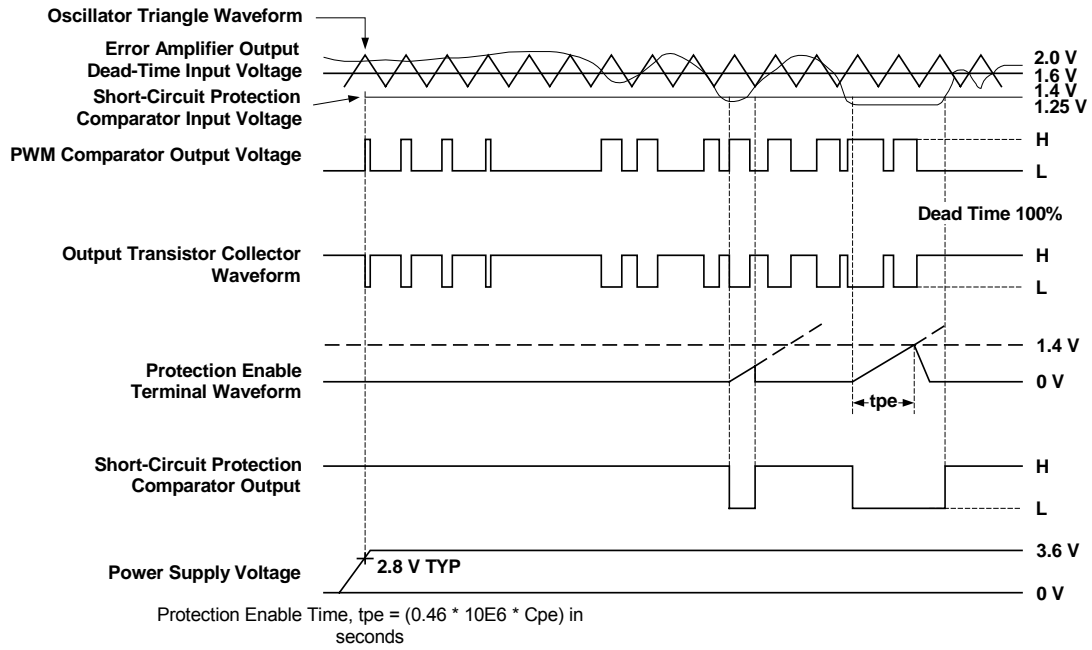 Oscillator Triangle Waveform
Error Amplifier Output
Dead-Time Input Voltage
Short-Circuit Protection
Comparator Input Voltage
2.0 V
1.6 V
1.4 V
1.25 V
PWM Comparator Output Voltage
H
L
Dead Time 100%
Output Transistor Collector
Waveform
H
L
Protection Enable
Terminal Waveform
1.4 V
0 V
tpe
Short-Circuit Protection
Comparator Output
H
L
Power Supply Voltage
2.8 V TYP
3.6 V
0 V
Protection Enable Time, tpe = (0.46 * 10E6 * Cpe) in
seconds